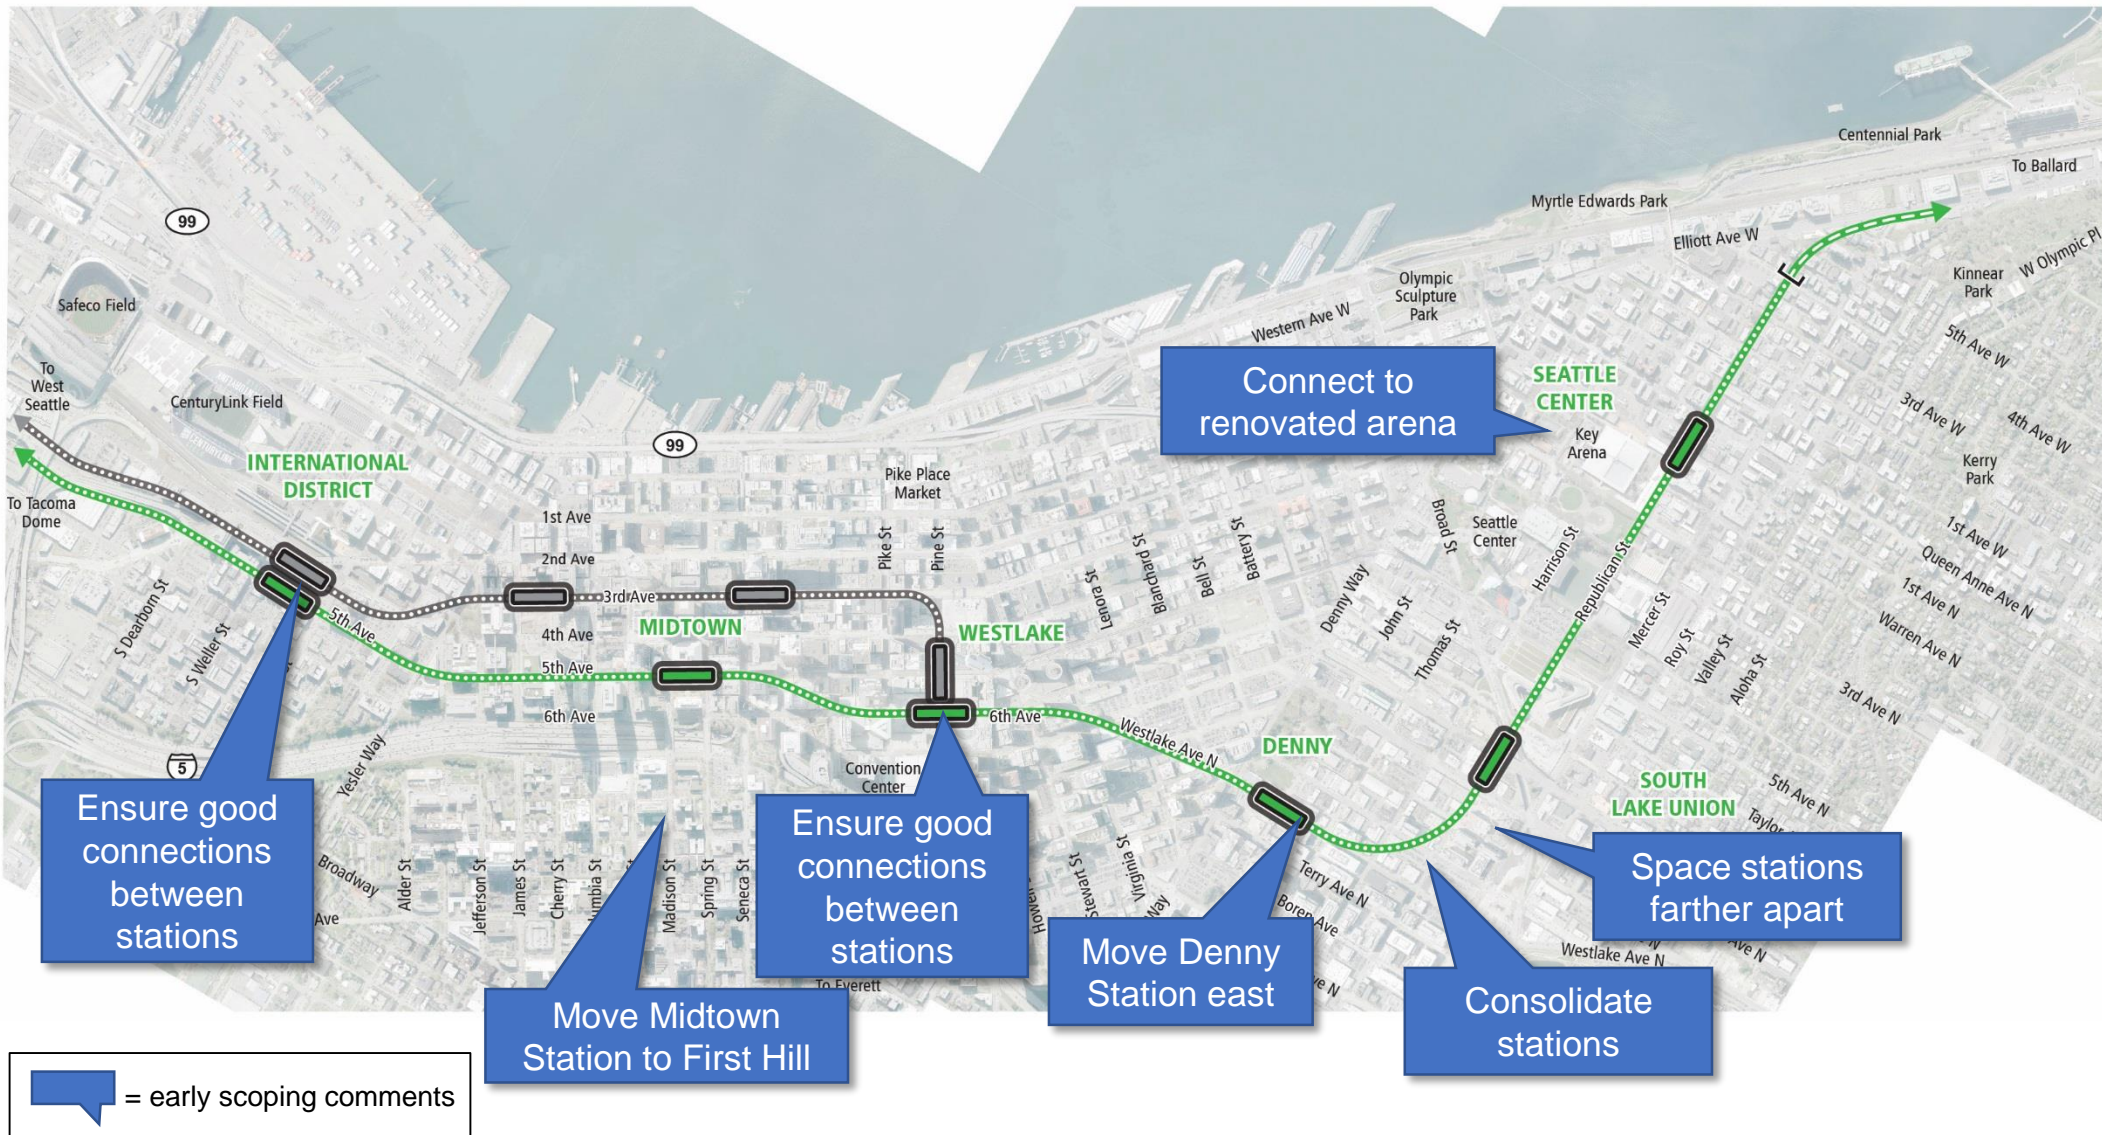 Centennial Park
To Ballard
Myrtle Edwards Park
Elliott Ave W
W Olympic Pl
Kinnear
Park
99
Olympic
Sculpture
Park
Western Ave W
Safeco Field
5th Ave W
To
West
Seattle
CenturyLink Field
Connect to
renovated arena
SEATTLE
CENTER
3rd Ave W
4th Ave W
Key
Arena
99
INTERNATIONAL
DISTRICT
Pike Place
Market
Kerry
Park
To Tacoma
Dome
1st Ave
2nd Ave
3rd Ave
4th Ave
5th Ave
6th Ave
Pike St
Pine St
Lenora St
Blanchard St
Bell St
Battery St
Broad St
Seattle
Center
Harrison St
Republican St
1st Ave W
Queen Anne Ave N
1st Ave N
Warren Ave N
3rd Ave N
Denny Way
John St
Thomas St
Mercer St
Roy St
Valley St
Aloha St
S Dearborn St
S Weller St
St
5th Ave
MIDTOWN
WESTLAKE
6th Ave
Westlake Ave N
DENNY
SOUTH
LAKE UNION
5th Ave N
Taylor
5
Yesler Way
Convention
Center
Ensure good
connections
between
stations
Ensure good
connections
between
stations
Broadway
Ave
Alder St
Jefferson St
James St
Cherry St
umbia St
Madison St
Spring St
Seneca St
Howell
Stewart St
Virginia St
Way
Terry Ave N
Boren Ave
ve N
Space stations
farther apart
Ave N
Westlake Ave N
To Everett
Move Midtown
Station to First Hill
Move Denny
Station east
Consolidate
stations
= early scoping comments